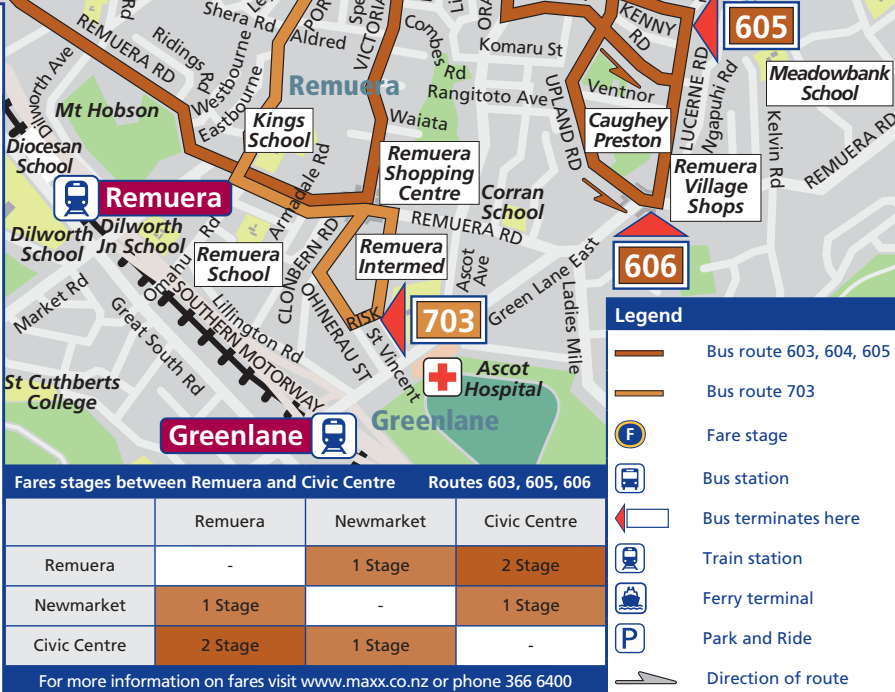 Shera Rd
Aldred
VICTORIA
Combes Rd
KENNY RD
605
Komaru St
REMUERA RD
Ridings Rd
Westbourne
Eastbourne
Remuera
Rangitoto Ave
Ventnor
UPLAND RD
LUCERNE RD
Ngapuhi Rd
Meadowbank
School
Dilworth Ave
Mt Hobson
Kings
School
Waiata
Caughey
Preston
Kelvin Rd
REMUERA RD
Diocesan
School
Remuera
Shopping
Centre
Remuera
Village
Shops
Remuera
Armadale Rd
Corran
School
Dilworth
School
Dilworth
Jn School
REMUERA RD
Omahu Rd
Remuera
School
CLONBERN RD
Remuera
Intermed
Ascot Ave
Green Lane East
606
Market Rd
SOUTHERN MOTORWAY
Great South Rd
Lillington Rd
OHINERAU ST
RISK
703
St Vincent
Ladies Mile
St Cuthberts
College
Ascot
Hospital
Greenlane
Greenlane
Legend
Bus route 603, 604, 605
Bus route 703
F Fare stage
Bus station
Bus terminates here
Train station
Ferry terminal
P Park and Ride
Direction of route
Fares stages between Remuera and Civic Centre Routes 603, 605, 606
Remuera Newmarket Civic Centre
Remuera - 1 Stage 2 Stage
Newmarket 1 Stage - 1 Stage
Civic Centre 2 Stage 1 Stage -
For more information on fares visit www.maxx.co.nz or phone 366 6400